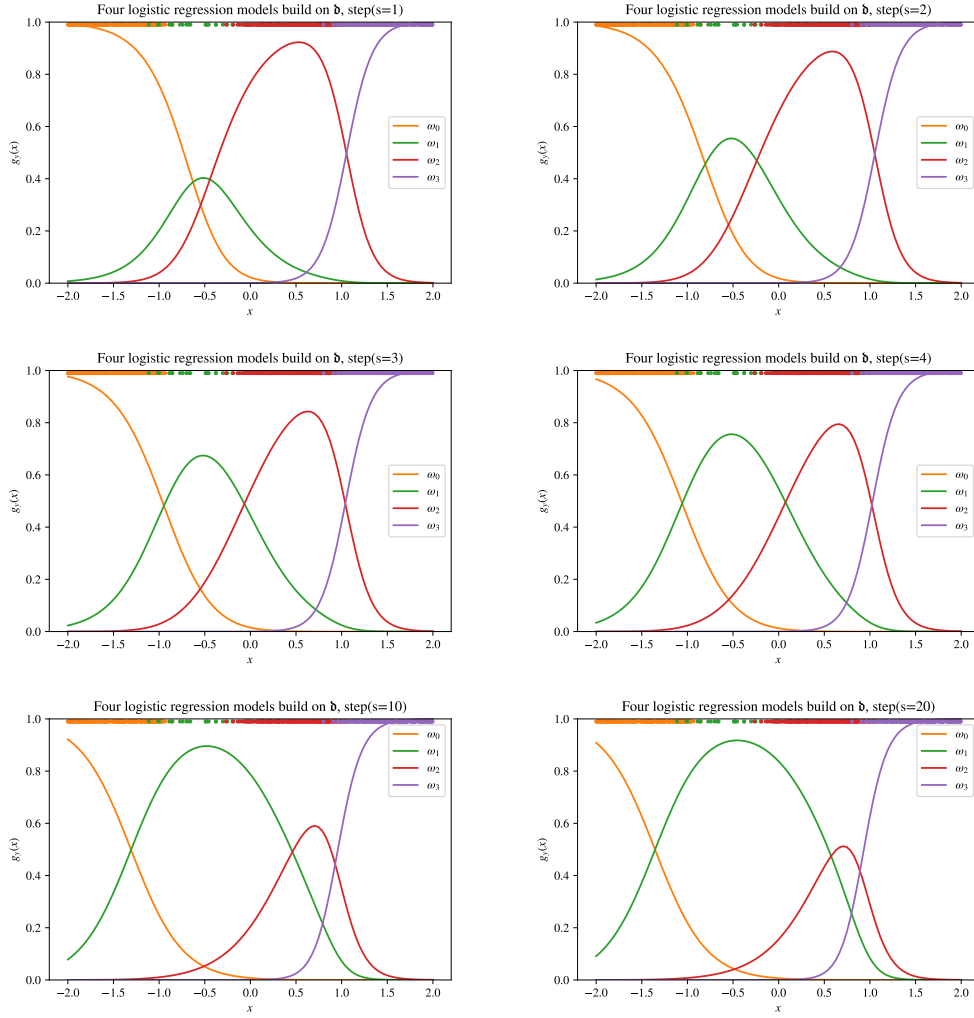 Four logistic regression models build on 𝔡, step(s=1)
1.0
0.8
0.6
0.4
0.2
0.0
g_y(x)
ω₀
ω₁
ω₂
ω₃
−2.0 −1.5 −1.0 −0.5 0.0 0.5 1.0 1.5 2.0
x
Four logistic regression models build on 𝔡, step(s=2)
1.0
0.8
0.6
0.4
0.2
0.0
g_y(x)
ω₀
ω₁
ω₂
ω₃
−2.0 −1.5 −1.0 −0.5 0.0 0.5 1.0 1.5 2.0
x
Four logistic regression models build on 𝔡, step(s=3)
1.0
0.8
0.6
0.4
0.2
0.0
g_y(x)
ω₀
ω₁
ω₂
ω₃
−2.0 −1.5 −1.0 −0.5 0.0 0.5 1.0 1.5 2.0
x
Four logistic regression models build on 𝔡, step(s=4)
1.0
0.8
0.6
0.4
0.2
0.0
g_y(x)
ω₀
ω₁
ω₂
ω₃
−2.0 −1.5 −1.0 −0.5 0.0 0.5 1.0 1.5 2.0
x
Four logistic regression models build on 𝔡, step(s=10)
1.0
0.8
0.6
0.4
0.2
0.0
g_y(x)
ω₀
ω₁
ω₂
ω₃
−2.0 −1.5 −1.0 −0.5 0.0 0.5 1.0 1.5 2.0
x
Four logistic regression models build on 𝔡, step(s=20)
1.0
0.8
0.6
0.4
0.2
0.0
g_y(x)
ω₀
ω₁
ω₂
ω₃
−2.0 −1.5 −1.0 −0.5 0.0 0.5 1.0 1.5 2.0
x